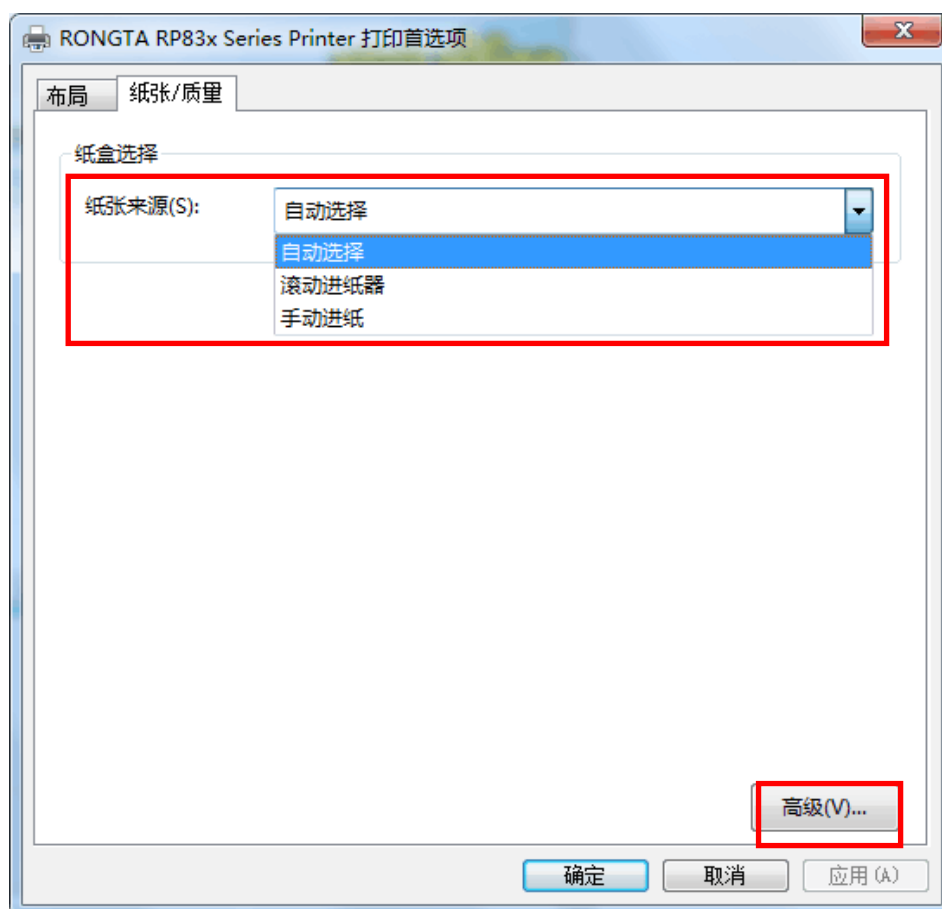 RONGTA RP83x Series Printer 打印首选项
布局 纸张/质量
纸盒选择
纸张来源(S): 自动选择
自动选择
滚动进纸器
手动进纸
高级(V)...
确定 取消 应用(A)